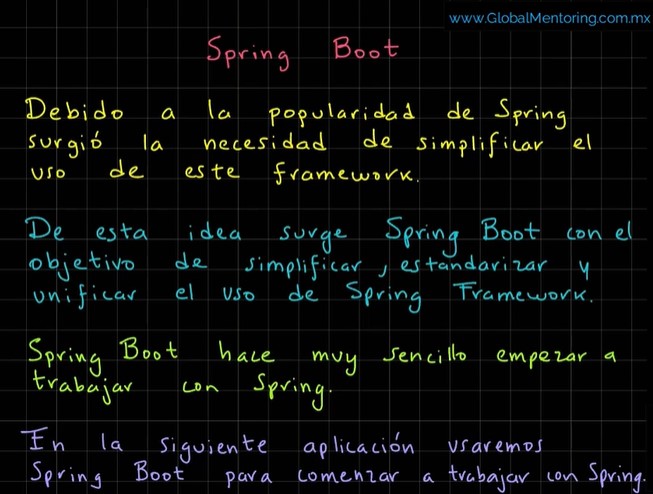 www.GlobalMentoring.com.mx
Spring Boot
Debido a la popularidad de Spring
surgió la necesidad de simplificar el
uso de este framework.
De esta idea surge Spring Boot con el
objetivo de simplificar, estandarizar y
unificar el uso de Spring Framework.
Spring Boot hace muy sencillo empezar a
trabajar con Spring.
En la siguiente aplicación usaremos
Spring Boot para comenzar a trabajar con Spring.